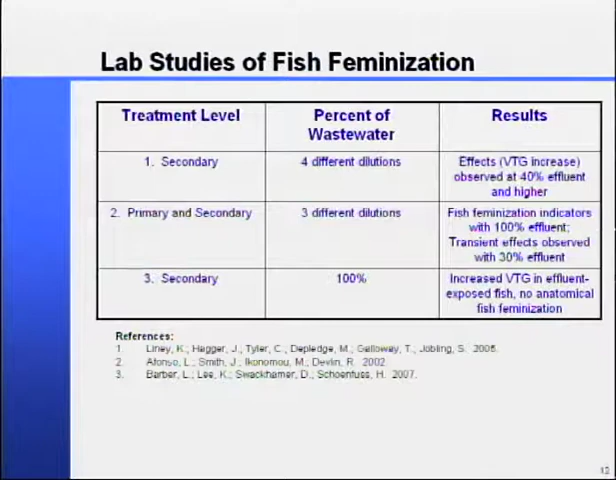 Lab Studies of Fish Feminization
Treatment Level
Percent of
Wastewater
Results
1. Secondary
4 different dilutions
Effects (VTG increase)
observed at 40% effluent
and higher
2. Primary and Secondary
3 different dilutions
Fish feminization indicators
with 100% effluent;
Transient effects observed
with 30% effluent
3. Secondary
100%
Increased VTG in effluent-
exposed fish, no anatomical
fish feminization
References:
1. Liney, K.; Hagger, J.; Tyler, C.; Depledge, M.; Galloway, T.; Jobling, S.
2. Afonso, L.; Smith, J.; Ikonomou, M.; Devlin, R. 2002.
3. Barber, L.; Lee, K.; Swackhamer, D.; Schoenfuss, H. 2007.
12